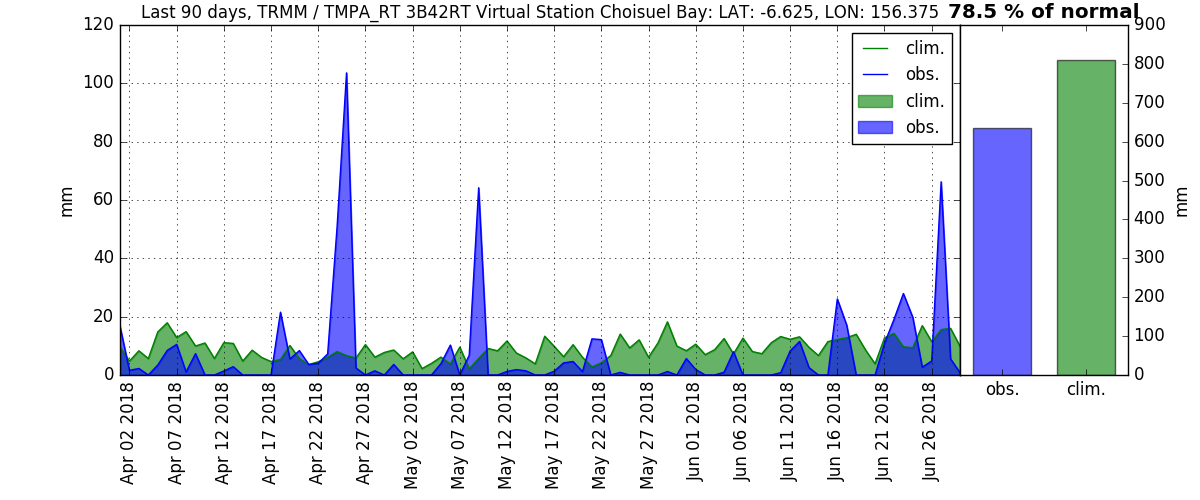 Last 90 days, TRMM / TMPA_RT 3B42RT Virtual Station Choisuel Bay: LAT: -6.625, LON: 156.375 78.5 % of normal
120
100
80
60
40
20
0
mm
clim.
obs.
clim.
obs.
900
800
700
600
500
400
300
200
100
0
mm
Apr 02 2018
Apr 07 2018
Apr 12 2018
Apr 17 2018
Apr 22 2018
Apr 27 2018
May 02 2018
May 07 2018
May 12 2018
May 17 2018
May 22 2018
May 27 2018
Jun 01 2018
Jun 06 2018
Jun 11 2018
Jun 16 2018
Jun 21 2018
Jun 26 2018
obs.
clim.